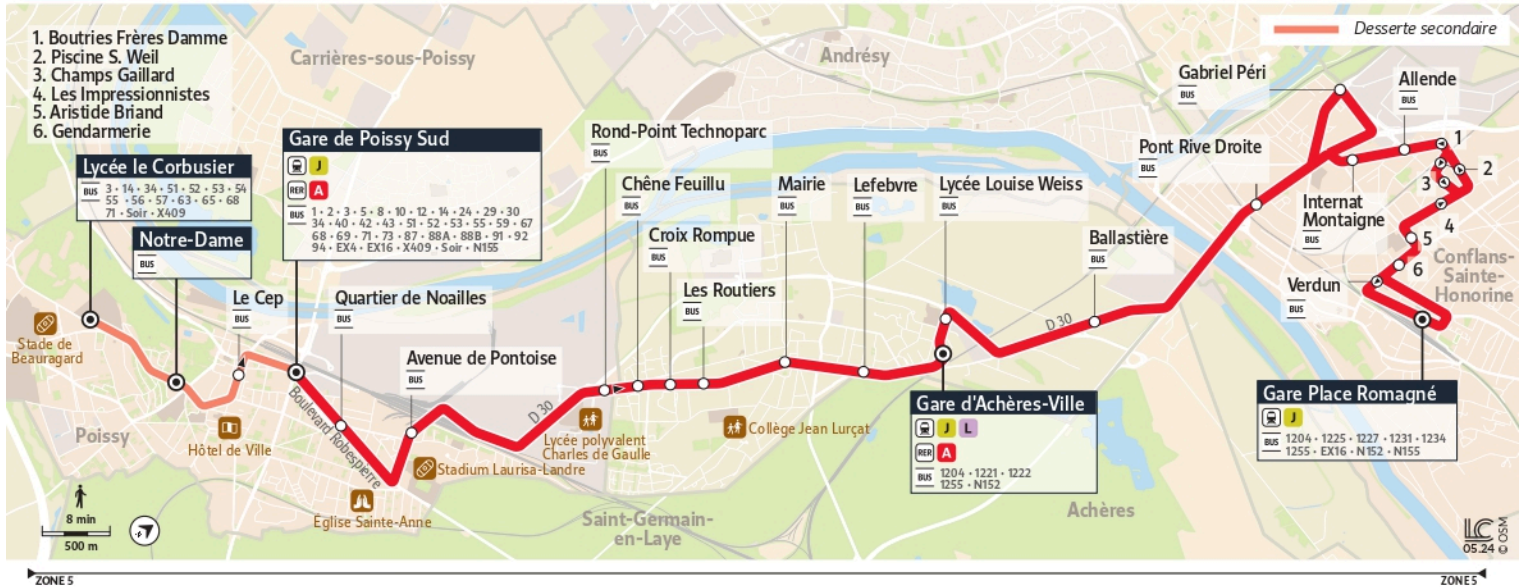 1. Boutries Frères Damme
2. Piscine S. Weil
3. Champs Gaillard
4. Les Impressionnistes
5. Aristide Briand
6. Gendarmerie
Desserte secondaire
Carrières-sous-Poissy
Andrésy
Lycée le Corbusier
BUS
3 · 14 · 34 · 51 · 52 · 53 · 54
55 · 56 · 57 · 63 · 65 · 68
71 · Soir · X409
Notre-Dame
BUS
Gare de Poissy Sud
J
RER A
BUS
1 · 2 · 3 · 5 · 8 · 10 · 12 · 14 · 24 · 29 · 30
34 · 40 · 42 · 43 · 51 · 52 · 53 · 55 · 59 · 67
68 · 69 · 71 · 73 · 87 · 88A · 88B · 91 · 92
94 · EX4 · EX16 · X409 · Soir · N155
Le Cep
BUS
Quartier de Noailles
BUS
Avenue de Pontoise
BUS
Rond-Point Technoparc
BUS
Chêne Feuillu
BUS
Croix Rompue
BUS
Les Routiers
BUS
Mairie
BUS
Lefebvre
BUS
Lycée Louise Weiss
BUS
Ballastière
BUS
Pont Rive Droite
BUS
Gabriel Péri
BUS
Allende
BUS
Internat
Montaigne
BUS
1
2
3
4
5
6
Verdun
BUS
Conflans-
Sainte-
Honorine
Stade de
Beauragard
Poissy
Hôtel de Ville
Boulevard Robespierre
Église Sainte-Anne
Stadium Laurisa-Landre
D 30
Lycée polyvalent
Charles de Gaulle
Collège Jean Lurçat
D 30
Saint-Germain-
en-Laye
Achères
Gare d'Achères-Ville
J L
RER A
BUS
1204 · 1221 · 1222
1255 · N152
Gare Place Romagné
J
BUS
1204 · 1225 · 1227 · 1231 · 1234
1255 · EX16 · N152 · N155
8 min
500 m
LC
05.24
© OSM
ZONE 5
ZONE 5